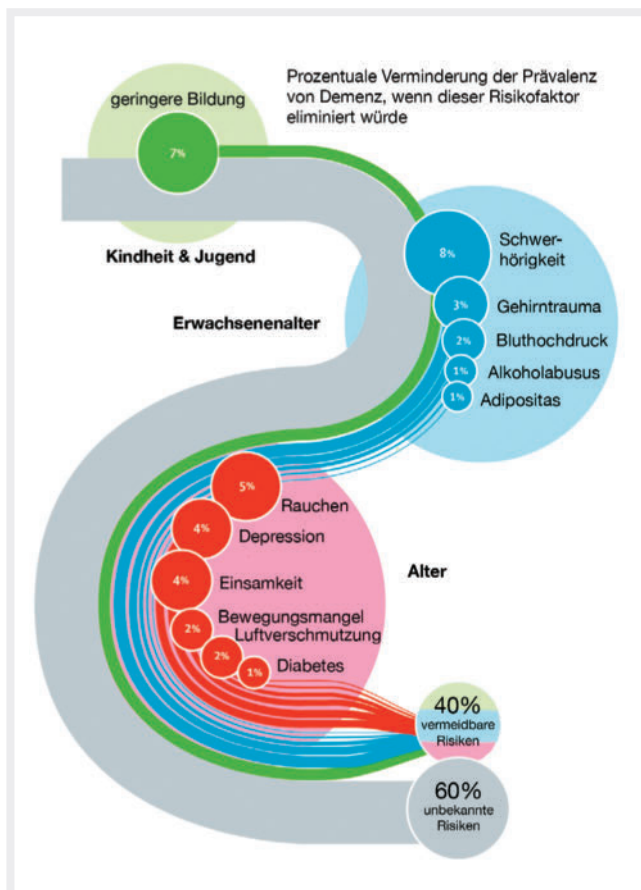 Prozentuale Verminderung der Prävalenz
von Demenz, wenn dieser Risikofaktor
eliminiert würde
geringere Bildung
7%
Kindheit & Jugend
Erwachsenenalter
8%
Schwer-
hörigkeit
3%
Gehirntrauma
2%
Bluthochdruck
1%
Alkoholabusus
1%
Adipositas
5%
Rauchen
4%
Depression
4%
Einsamkeit
Alter
2%
Bewegungsmangel
2%
Luftverschmutzung
1%
Diabetes
40%
vermeidbare
Risiken
60%
unbekannte
Risiken